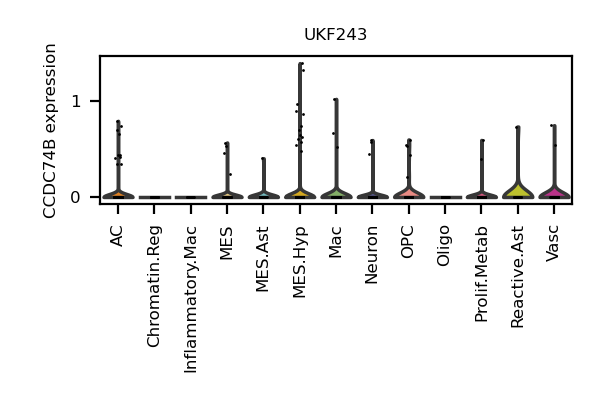 UKF243
CCDC74B expression
1
0
AC
Chromatin.Reg
Inflammatory.Mac
MES
MES.Ast
MES.Hyp
Mac
Neuron
OPC
Oligo
Prolif.Metab
Reactive.Ast
Vasc